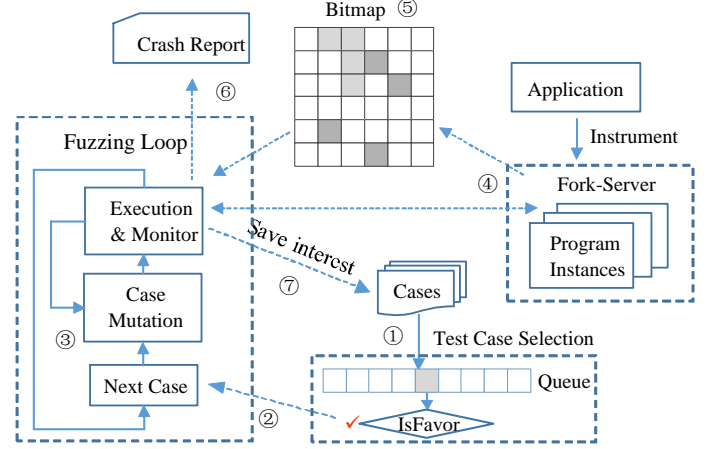 Bitmap ⑤
Crash Report
⑥
Application
Instrument
Fuzzing Loop
④
Fork-Server
Execution
& Monitor
Save interest
Program
Instances
⑦
Cases
Case
Mutation
③
①
Test Case Selection
Next Case
Queue
②
✓
IsFavor